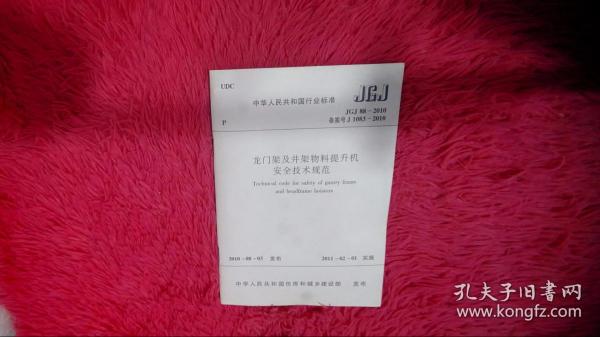 UDC
中华人民共和国行业标准 JGJ
P
JGJ 88-2010
备案号 J 1083-2010
龙门架及井架物料提升机
安全技术规范
Technical code for safety of gantry frame
and headframe hoisters
2010-08-03 发布 2011-02-01 实施
中华人民共和国住房和城乡建设部 发布
孔夫子旧书网
www.kongfz.com